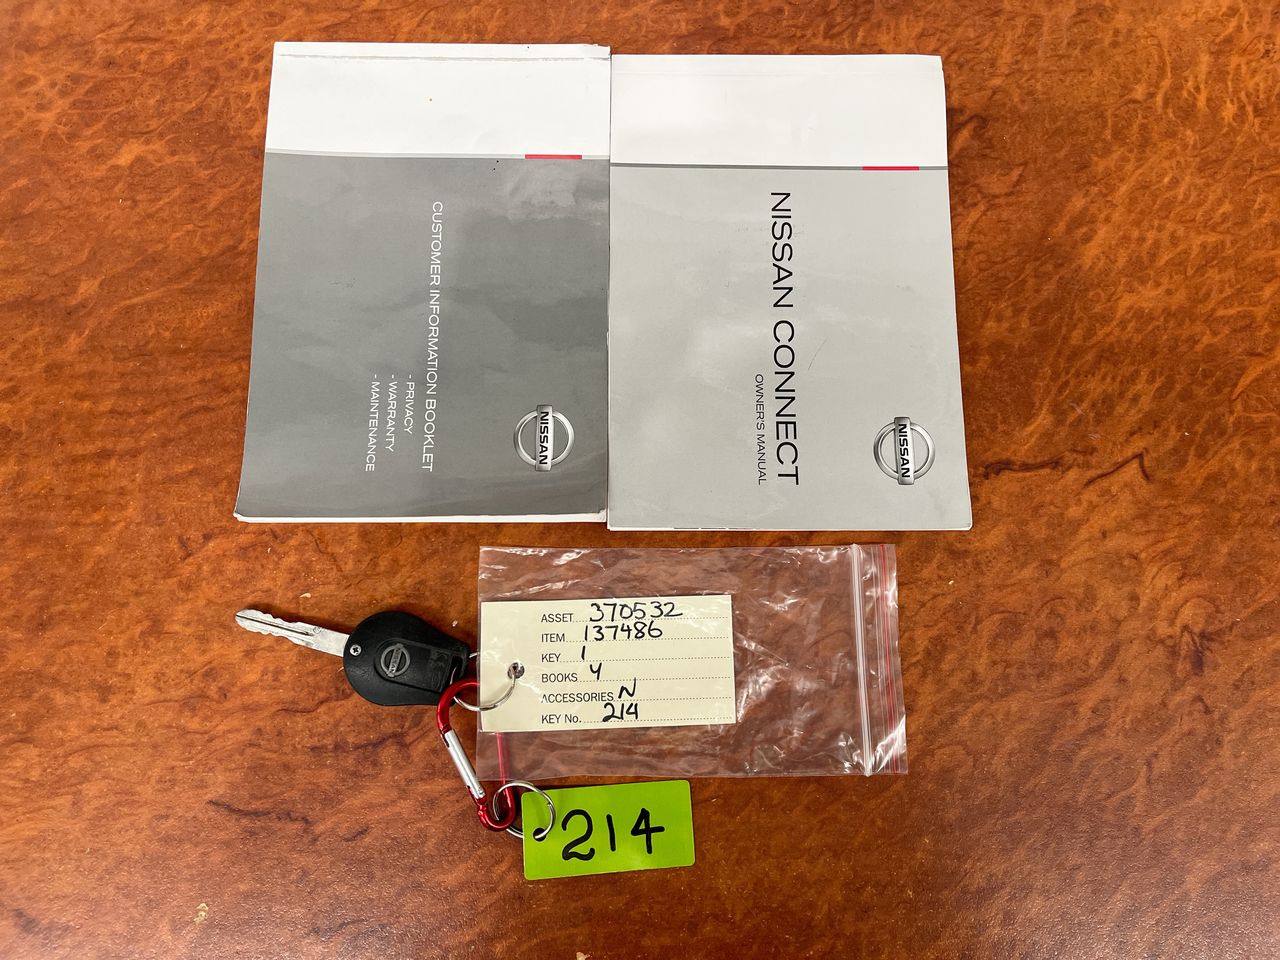 CUSTOMER INFORMATION BOOKLET
- PRIVACY
- WARRANTY
- MAINTENANCE
NISSAN
NISSAN CONNECT
OWNER'S MANUAL
NISSAN
ASSET 370532
ITEM 137486
KEY 1
BOOKS Y
ACCESSORIES N
KEY No. 214
214